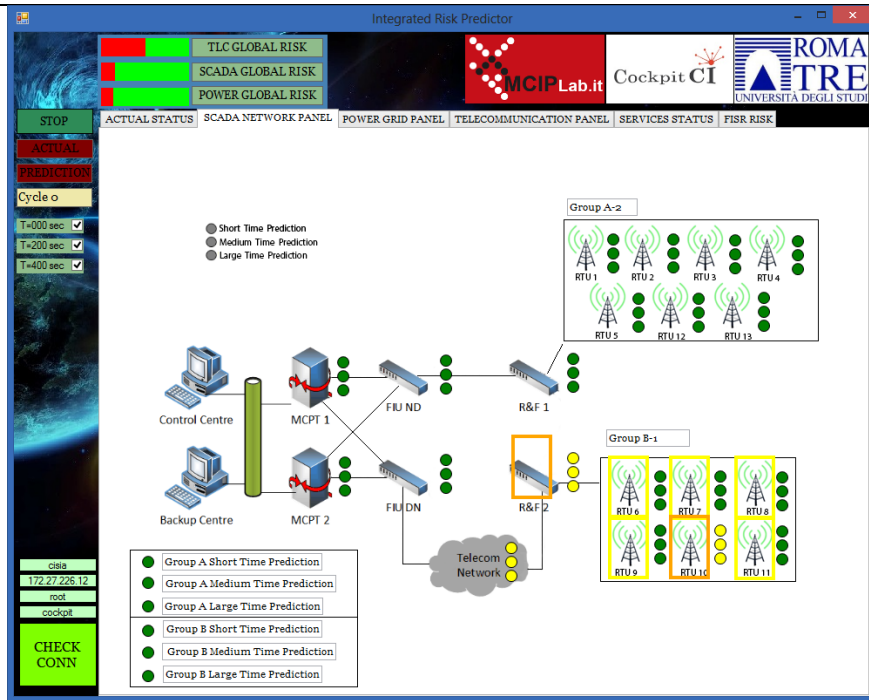 Integrated Risk Predictor
TLC GLOBAL RISK
SCADA GLOBAL RISK
POWER GLOBAL RISK
MCIPLab.it
Cockpit CI
ROMA
TRE
UNIVERSITÀ DEGLI STUDI
STOP
ACTUAL STATUS
SCADA NETWORK PANEL
POWER GRID PANEL
TELECOMMUNICATION PANEL
SERVICES STATUS
FISR RISK
ACTUAL
PREDICTION
Cycle 0
T=000 sec
T=200 sec
T=400 sec
Short Time Prediction
Medium Time Prediction
Large Time Prediction
Group A-2
RTU 1
RTU 2
RTU 3
RTU 4
RTU 5
RTU 12
RTU 13
Control Centre
MCPT 1
FIU ND
R&F 1
Group B-1
Backup Centre
MCPT 2
FIU DN
R&F 2
RTU 6
RTU 7
RTU 8
RTU 9
RTU 10
RTU 11
Telecom
Network
Group A Short Time Prediction
Group A Medium Time Prediction
Group A Large Time Prediction
Group B Short Time Prediction
Group B Medium Time Prediction
Group B Large Time Prediction
cisia
172.27.226.12
root
cockpit
CHECK
CONN